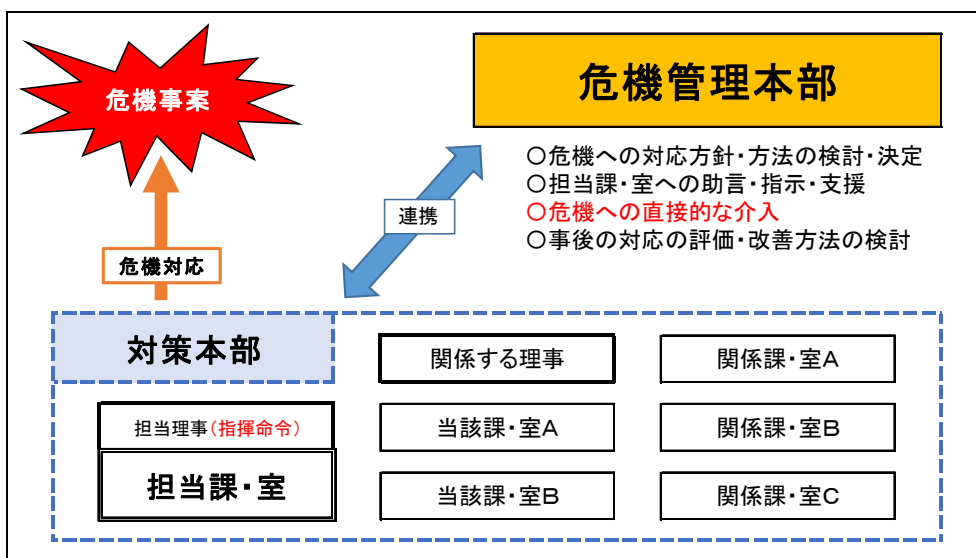 危機事案
危機管理本部
〇危機への対応方針・方法の検討・決定
〇担当課・室への助言・指示・支援
〇危機への直接的な介入
〇事後の対応の評価・改善方法の検討
連携
危機対応
対策本部
担当理事(指揮命令)
担当課・室
関係する理事
当該課・室A
当該課・室B
関係課・室A
関係課・室B
関係課・室C